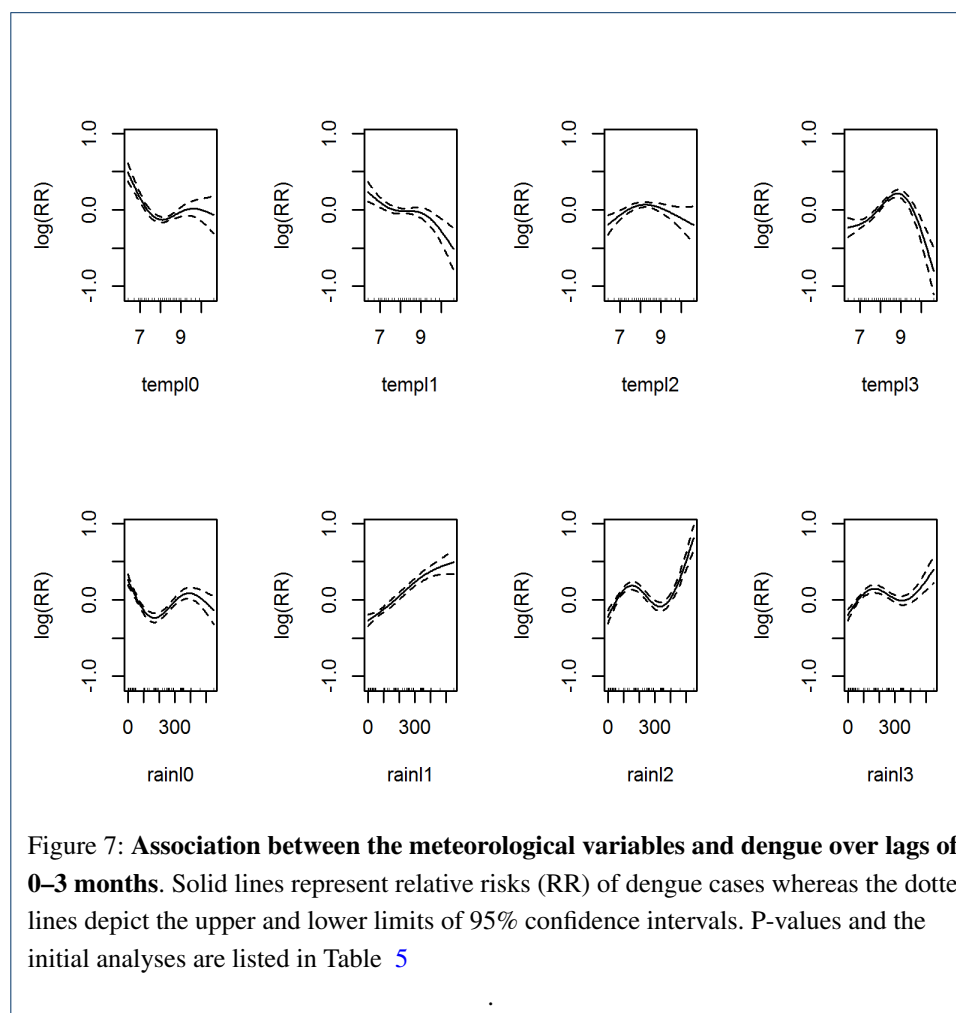 1.0 1.0 1.0 1.0
log(RR) 0.0 log(RR) 0.0 log(RR) 0.0 log(RR) 0.0
-1.0 -1.0 -1.0 -1.0
7 9 7 9 7 9 7 9
templ0 templ1 templ2 templ3
1.0 1.0 1.0 1.0
log(RR) 0.0 log(RR) 0.0 log(RR) 0.0 log(RR) 0.0
-1.0 -1.0 -1.0 -1.0
0 300 0 300 0 300 0 300
rainl0 rainl1 rainl2 rainl3
Figure 7: Association between the meteorological variables and dengue over lags of
0–3 months. Solid lines represent relative risks (RR) of dengue cases whereas the dotte
lines depict the upper and lower limits of 95% confidence intervals. P-values and the
initial analyses are listed in Table 5
.